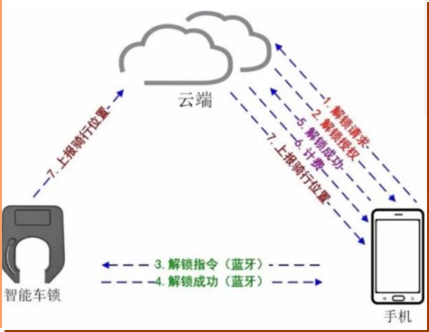 云端
1. 解锁请求
2. 解锁授权
5. 解锁成功
6. 计费
7. 上报骑行位置
7. 上报骑行位置
3. 解锁指令（蓝牙）
4. 解锁成功（蓝牙）
智能车锁
手机